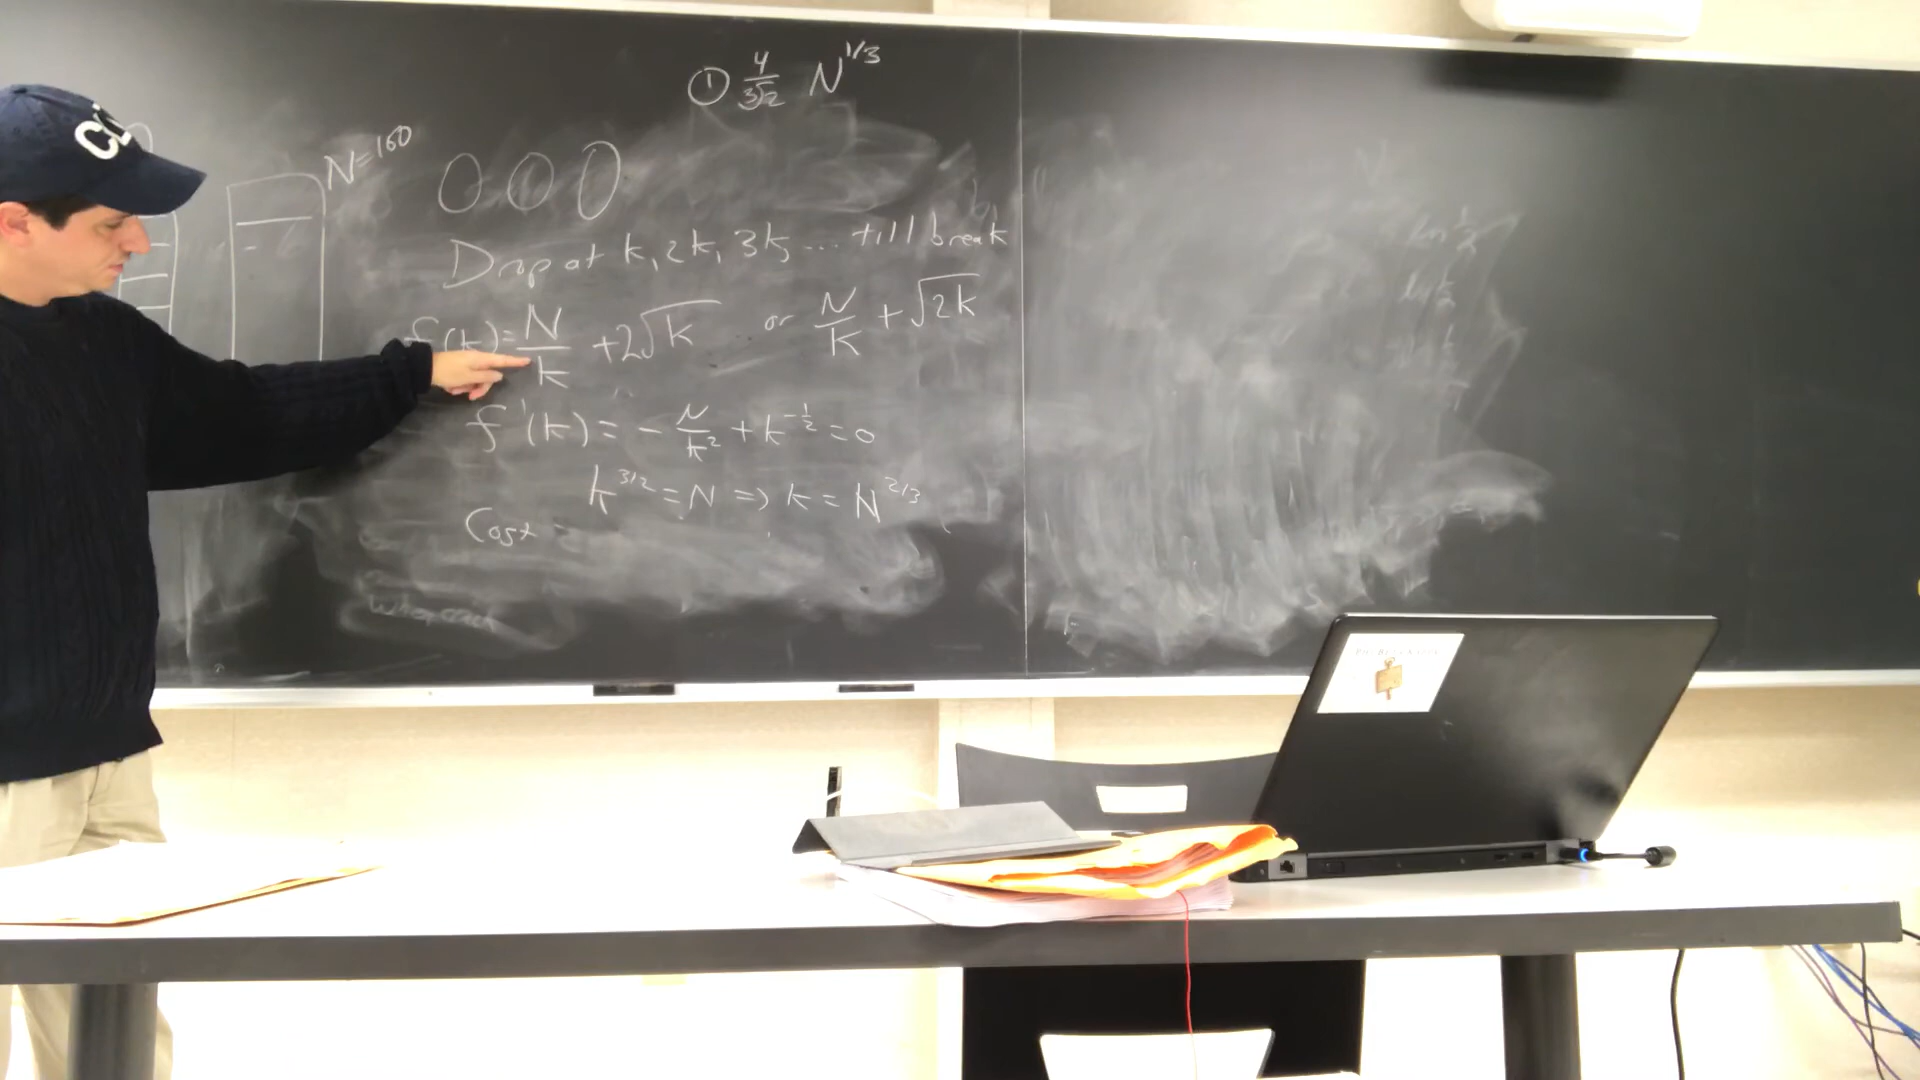 ① 4/3∛2 N^1/3
N=160
Drop at k, 2k, 3k, ... till break
f(k) = N/k + 2√k or N/k + √2k
f'(k) = - N/k² + k^-1/2 = 0
k^3/2 = N => k = N^2/3
Cost